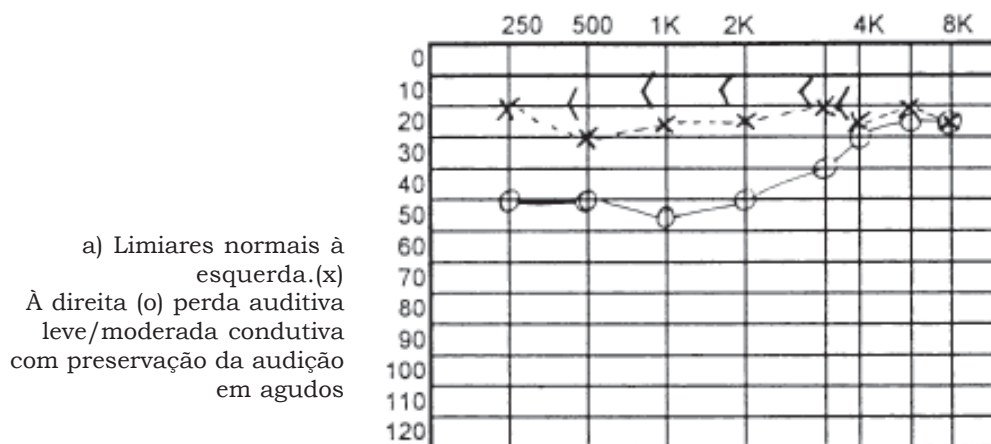 250 500 1K 2K 4K 8K
0
10
20
30
40
50
60
70
80
90
100
110
120
a) Limiares normais à
esquerda.(x)
À direita (o) perda auditiva
leve/moderada condutiva
com preservação da audição
em agudos